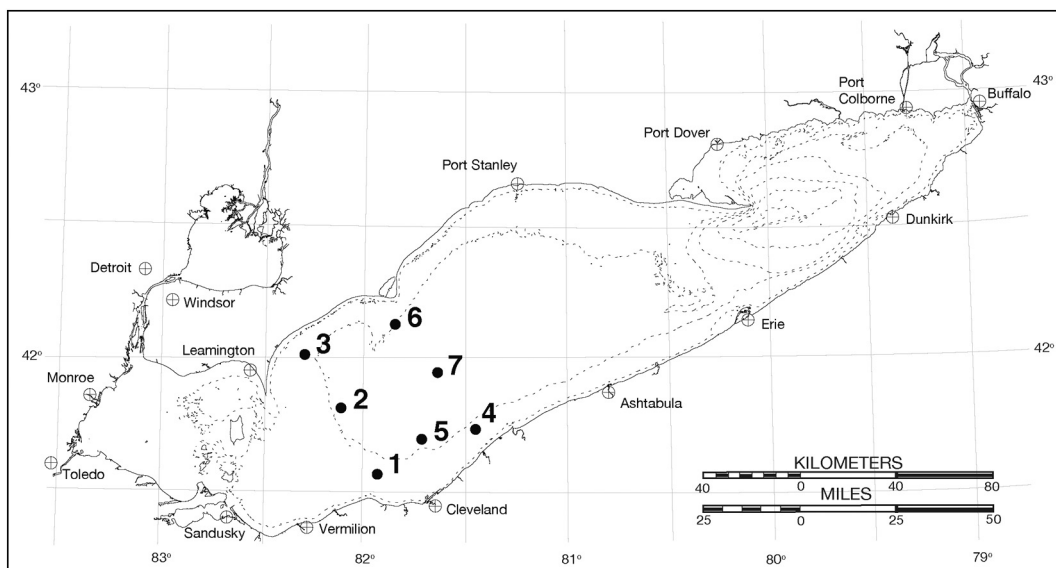 43°
43°
Port
Colborne
Buffalo
Port Dover
Port Stanley
Dunkirk
Detroit
Windsor
6
Erie
3
Leamington
42°
42°
7
Monroe
2
Ashtabula
4
5
1
KILOMETERS
40 0 40 80
MILES
25 0 25 50
Toledo
Cleveland
Sandusky
Vermilion
83° 82° 81° 80° 79°